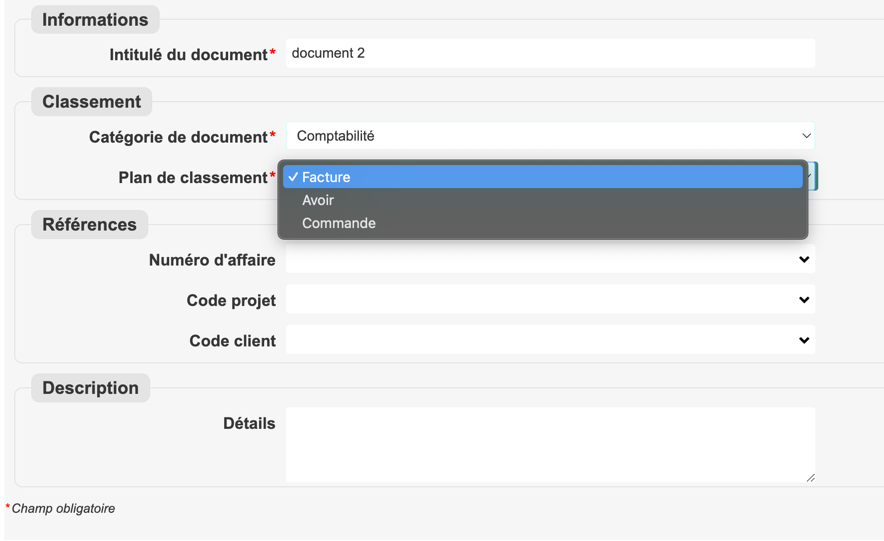 Informations
Intitulé du document* document 2
Classement
Catégorie de document* Comptabilité
Plan de classement* ✓ Facture
Avoir
Commande
Références
Numéro d'affaire
Code projet
Code client
Description
Détails
* Champ obligatoire